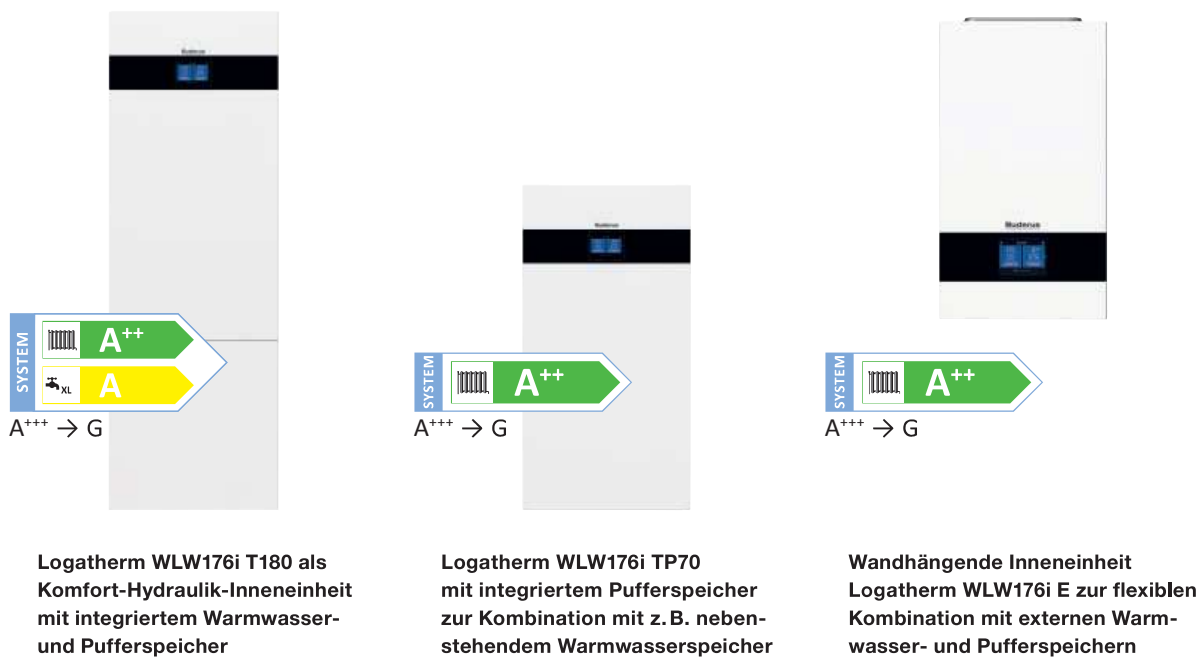 Buderus
SYSTEM
A++
XL
A
A+++ → G
Logatherm WLW176i T180 als
Komfort-Hydraulik-Inneneinheit
mit integriertem Warmwasser-
und Pufferspeicher
Buderus
SYSTEM
A++
A+++ → G
Logatherm WLW176i TP70
mit integriertem Pufferspeicher
zur Kombination mit z. B. neben-
stehendem Warmwasserspeicher
Buderus
SYSTEM
A++
A+++ → G
Wandhängende Inneneinheit
Logatherm WLW176i E zur flexiblen
Kombination mit externen Warm-
wasser- und Pufferspeichern